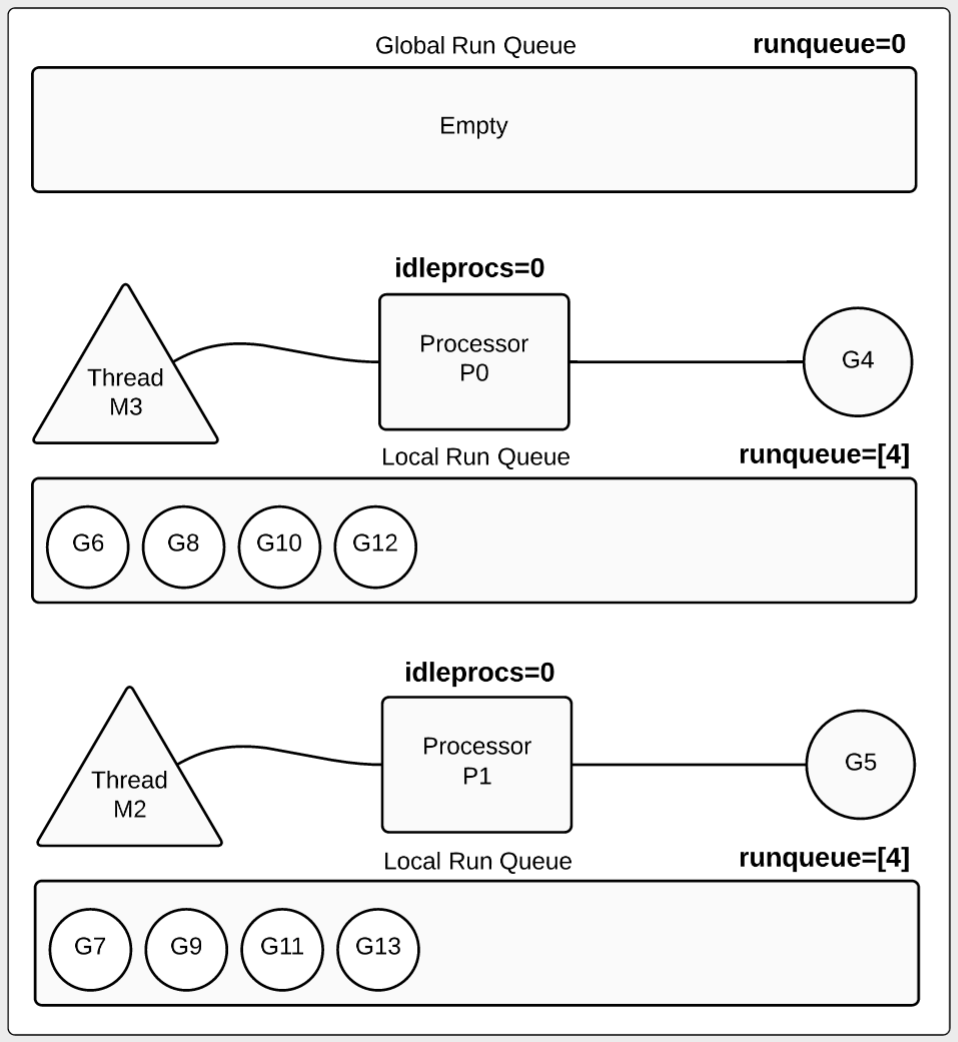 Global Run Queue
runqueue=0
Empty
idleprocs=0
Thread
M3
Processor
P0
G4
Local Run Queue
runqueue=[4]
G6
G8
G10
G12
idleprocs=0
Thread
M2
Processor
P1
G5
Local Run Queue
runqueue=[4]
G7
G9
G11
G13